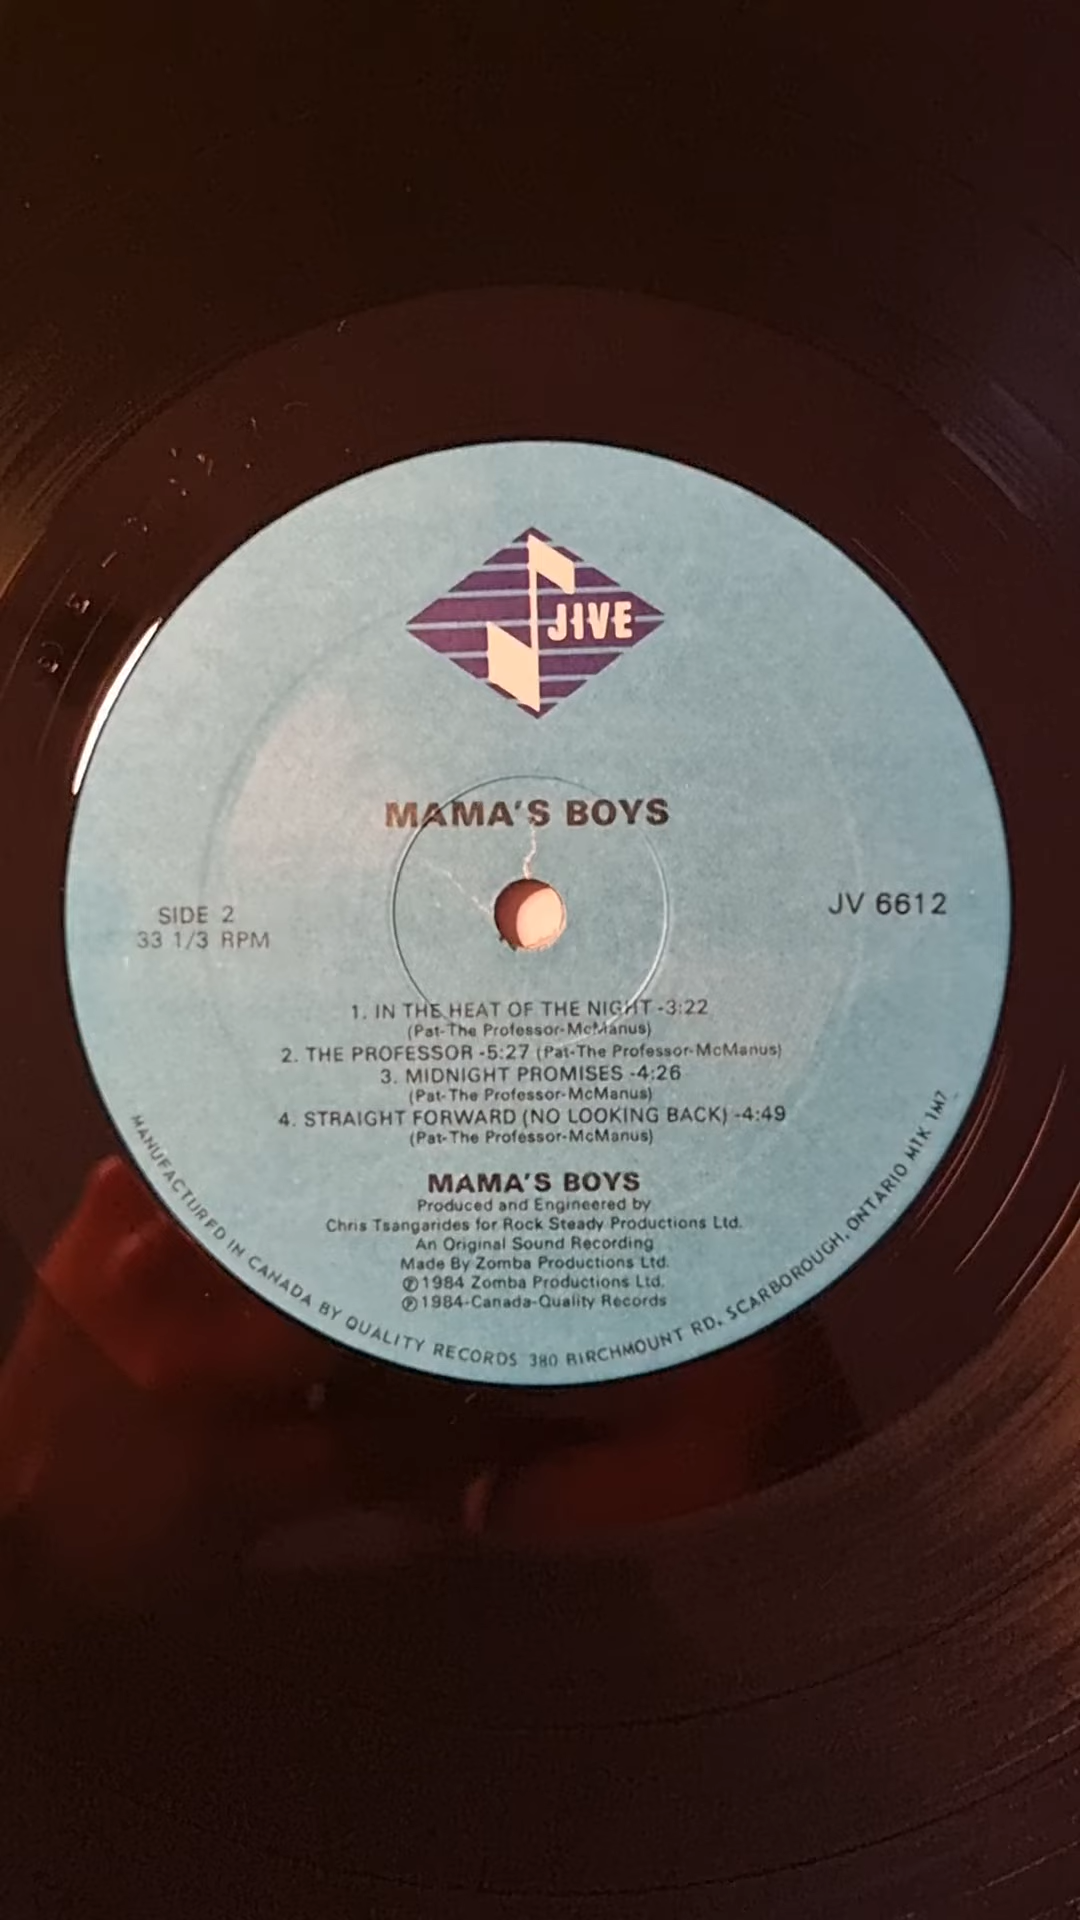 JIVE
MAMA'S BOYS
SIDE 2
33 1/3 RPM
JV 6612
1. IN THE HEAT OF THE NIGHT -3:22
(Pat-The Professor-McManus)
2. THE PROFESSOR -5:27 (Pat-The Professor-McManus)
3. MIDNIGHT PROMISES -4:26
(Pat-The Professor-McManus)
4. STRAIGHT FORWARD (NO LOOKING BACK) -4:49
(Pat-The Professor-McManus)
MAMA'S BOYS
Produced and Engineered by
Chris Tsangarides for Rock Steady Productions Ltd.
An Original Sound Recording
Made By Zomba Productions Ltd.
℗1984 Zomba Productions Ltd.
℗1984-Canada-Quality Records
MANUFACTURED IN CANADA BY QUALITY RECORDS 380 BIRCHMOUNT RD. SCARBOROUGH, ONTARIO M1K 1M7